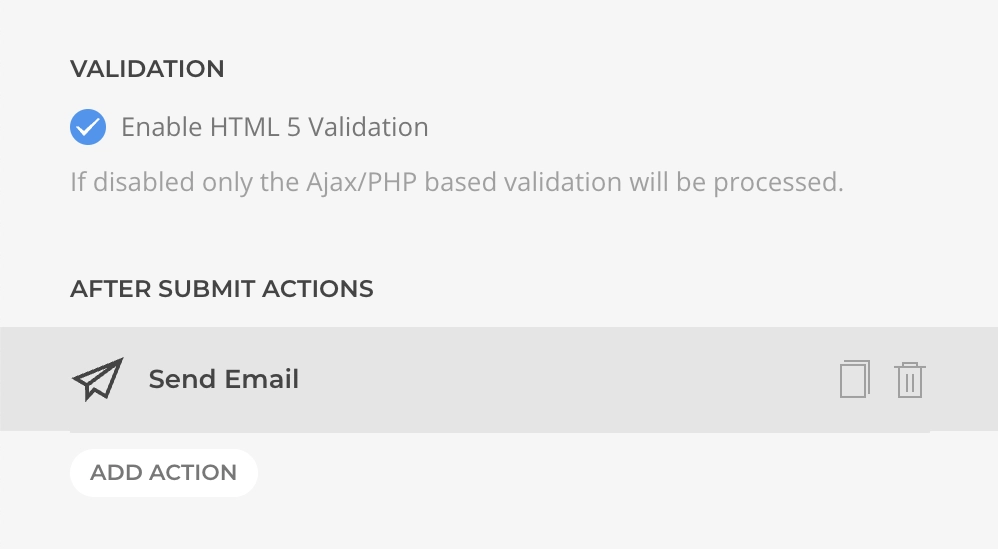 VALIDATION
Enable HTML 5 Validation
If disabled only the Ajax/PHP based validation will be processed.
AFTER SUBMIT ACTIONS
Send Email
ADD ACTION